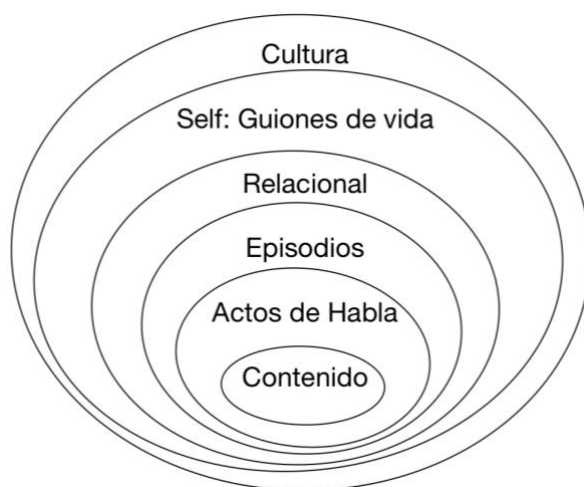 Cultura
Self: Guiones de vida
Relacional
Episodios
Actos de Habla
Contenido